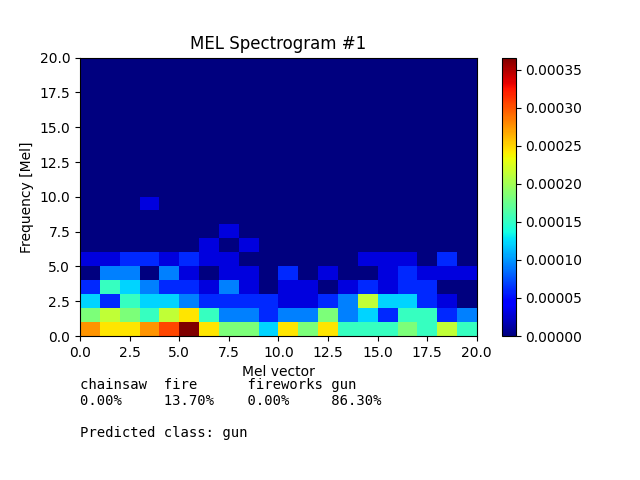 MEL Spectrogram #1
20.0
17.5
15.0
12.5
10.0
7.5
5.0
2.5
0.0
Frequency [Mel]
0.0 2.5 5.0 7.5 10.0 12.5 15.0 17.5 20.0
Mel vector
0.00035
0.00030
0.00025
0.00020
0.00015
0.00010
0.00005
0.00000
chainsaw fire fireworks gun
0.00% 13.70% 0.00% 86.30%
Predicted class: gun